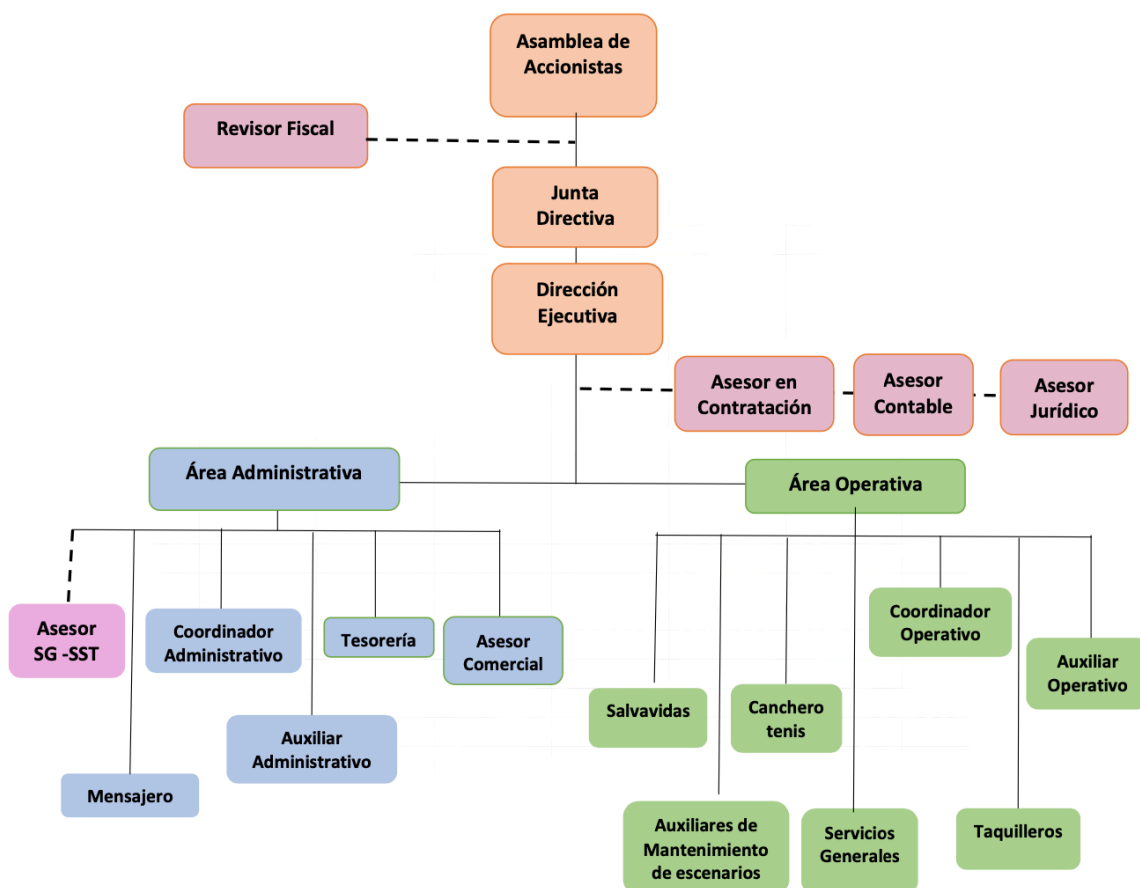 Asamblea de
Accionistas
Revisor Fiscal
Junta
Directiva
Dirección
Ejecutiva
Asesor en
Contratación
Asesor
Contable
Asesor
Jurídico
Área Administrativa
Área Operativa
Asesor
SG -SST
Mensajero
Coordinador
Administrativo
Auxiliar
Administrativo
Tesorería
Asesor
Comercial
Salvavidas
Auxiliares de
Mantenimiento
de escenarios
Canchero
tenis
Servicios
Generales
Coordinador
Operativo
Taquilleros
Auxiliar
Operativo